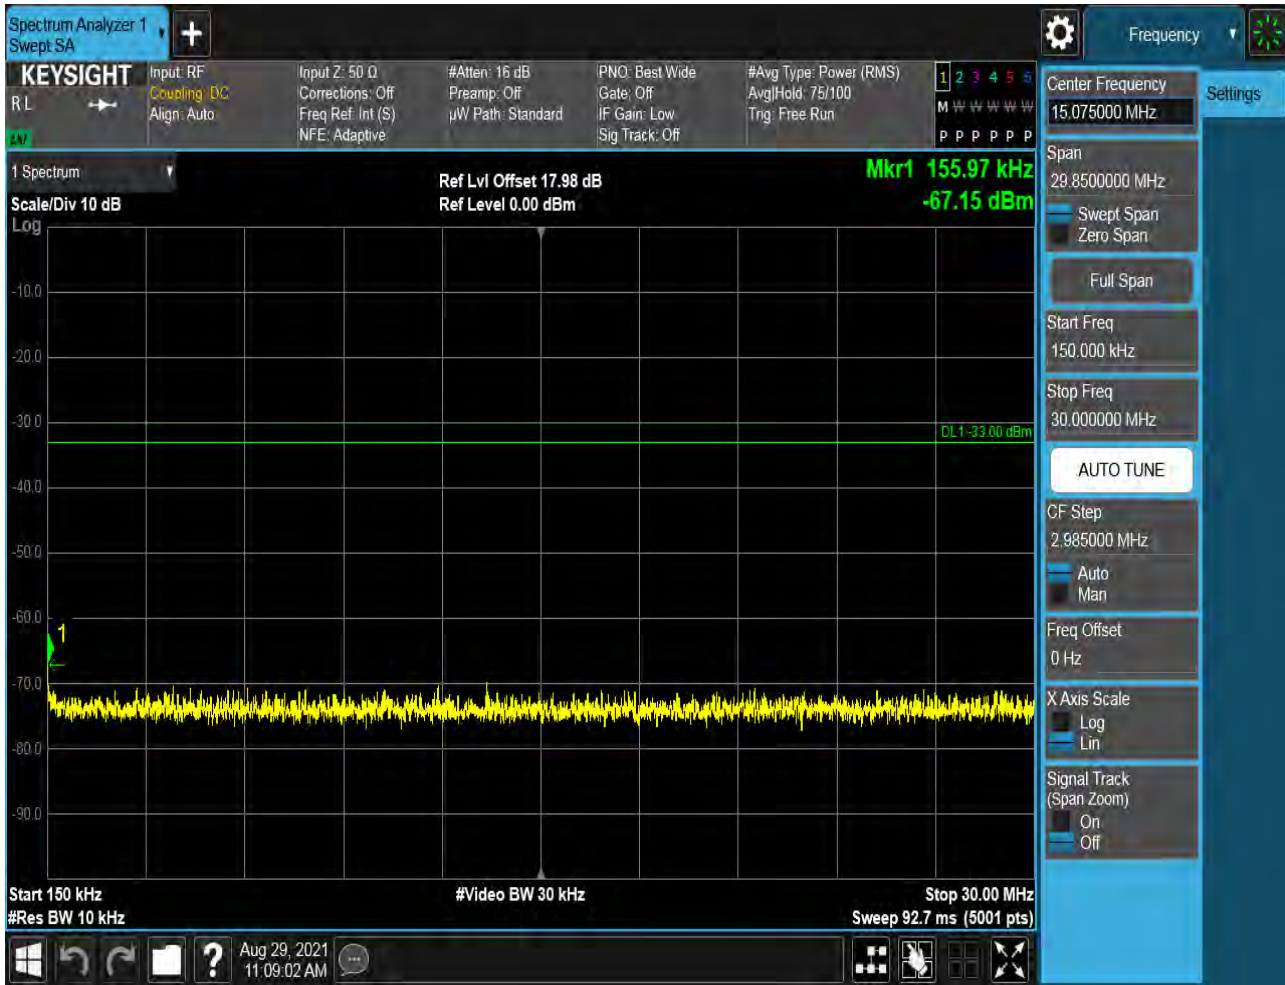 Spectrum Analyzer 1
Swept SA
Frequency
KEYSIGHT
R L
LNI
Input: RF
Coupling: DC
Align: Auto
Input Z: 50 Ω
Corrections: Off
Freq Ref: Int (S)
NFE: Adaptive
#Atten: 16 dB
Preamp: Off
µW Path: Standard
PNO: Best Wide
Gate: Off
IF Gain: Low
Sig Track: Off
#Avg Type: Power (RMS)
Avg|Hold: 75/100
Trig: Free Run
1 2 3 4 5 6
M W W W W W
P P P P P P
1 Spectrum
Scale/Div 10 dB
Log
Ref Lvl Offset 17.98 dB
Ref Level 0.00 dBm
Mkr1 155.97 kHz
-67.15 dBm
-10.0
-20.0
-30.0
DL1 -33.00 dBm
-40.0
-50.0
-60.0
1
-70.0
-80.0
-90.0
Start 150 kHz
#Res BW 10 kHz
#Video BW 30 kHz
Stop 30.00 MHz
Sweep 92.7 ms (5001 pts)
Center Frequency
15.075000 MHz
Settings
Span
29.8500000 MHz
Swept Span
Zero Span
Full Span
Start Freq
150.000 kHz
Stop Freq
30.000000 MHz
AUTO TUNE
CF Step
2.985000 MHz
Auto
Man
Freq Offset
0 Hz
X Axis Scale
Log
Lin
Signal Track
(Span Zoom)
On
Off
?
Aug 29, 2021
11:09:02 AM